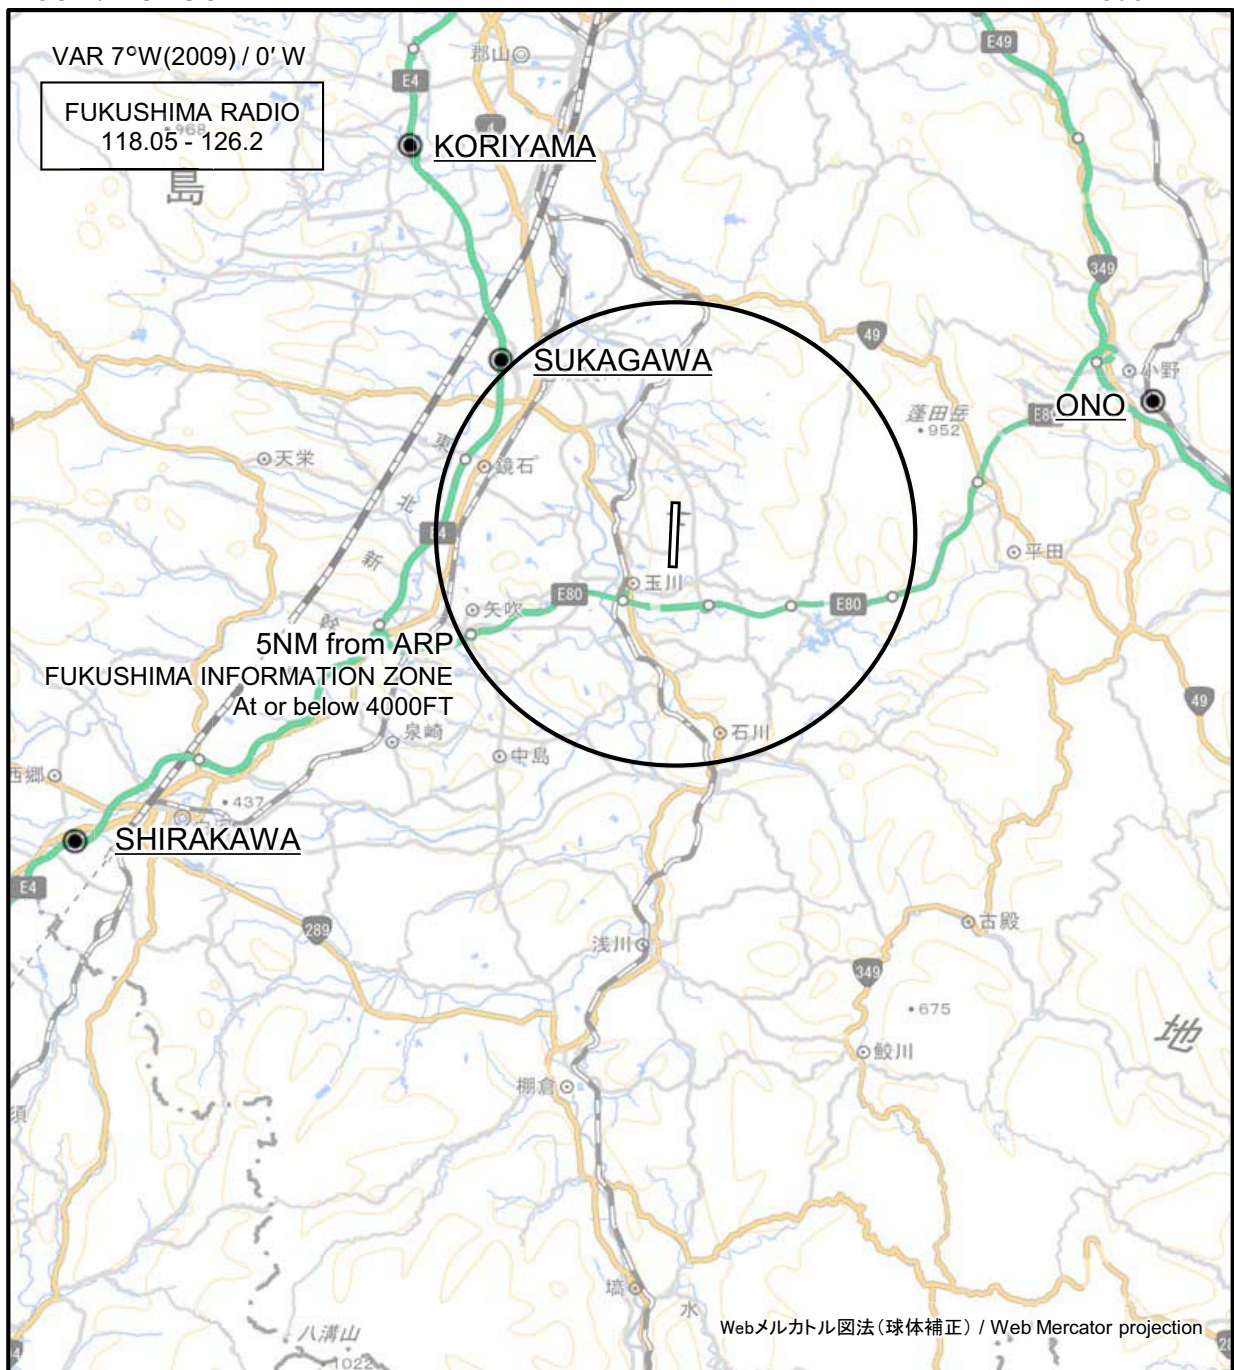 VAR 7°W(2009) / 0' W
FUKUSHIMA RADIO
118.05 - 126.2
968
島
郡山
E4
4
E49
KORIYAMA
349
49
SUKAGAWA
小野
ONO
蓬田岳
952
E80
天栄
東
北
新
幹
鏡石
E4
平田
玉川
E80
E80
矢吹
5NM from ARP
FUKUSHIMA INFORMATION ZONE
At or below 4000FT
49
泉崎
中島
石川
西郷
437
SHIRAKAWA
E4
289
浅川
古殿
349
675
地
鮫川
棚倉
須
塙
水
八溝山
1022
Webメルカトル図法(球体補正) / Web Mercator projection